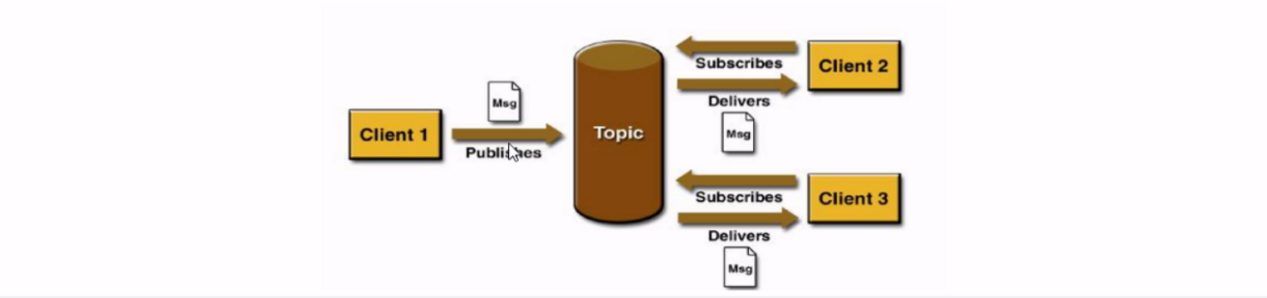 Msg
Client 1
Publishes
Topic
Subscribes
Client 2
Delivers
Msg
Subscribes
Client 3
Delivers
Msg